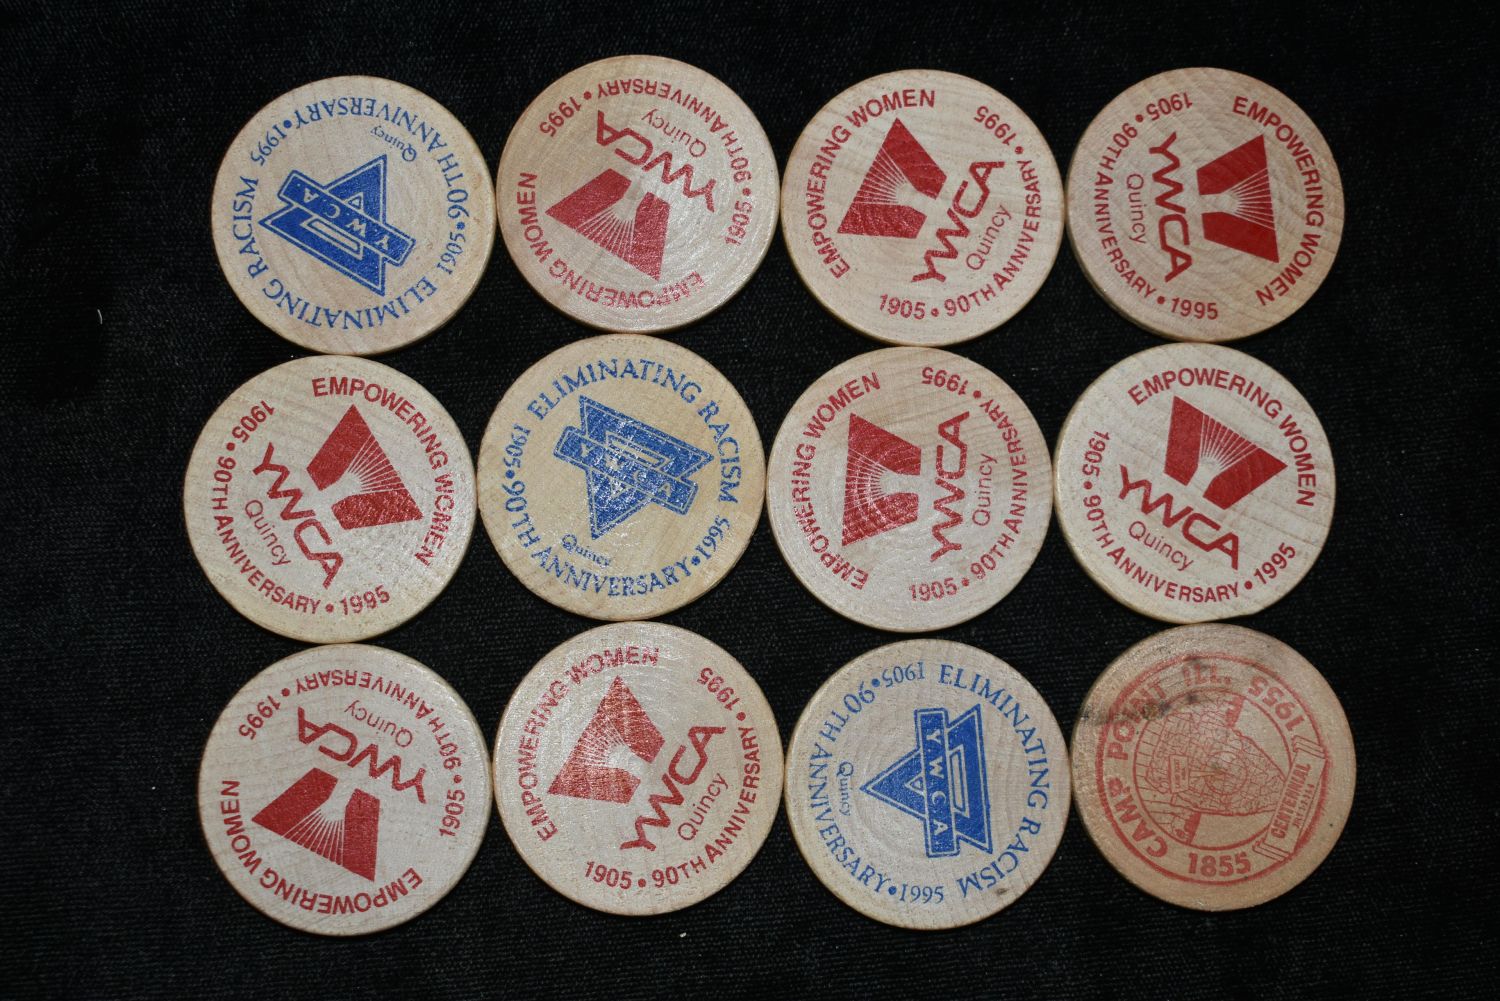 ELIMINATING RACISM
Y W C A
Quincy
1905 • 90TH ANNIVERSARY • 1995
EMPOWERING WOMEN
YWCA
Quincy
1905 • 90TH ANNIVERSARY • 1995
EMPOWERING WOMEN
YWCA
Quincy
1905 • 90TH ANNIVERSARY • 1995
EMPOWERING WOMEN
YWCA
Quincy
1905 • 90TH ANNIVERSARY • 1995
EMPOWERING WOMEN
YWCA
Quincy
1905 • 90TH ANNIVERSARY • 1995
ELIMINATING RACISM
Y W C A
Quincy
1905 • 90TH ANNIVERSARY • 1995
EMPOWERING WOMEN
YWCA
Quincy
1905 • 90TH ANNIVERSARY • 1995
EMPOWERING WOMEN
YWCA
Quincy
1905 • 90TH ANNIVERSARY • 1995
EMPOWERING WOMEN
YWCA
Quincy
1905 • 90TH ANNIVERSARY • 1995
EMPOWERING WOMEN
YWCA
Quincy
1905 • 90TH ANNIVERSARY • 1995
ELIMINATING RACISM
Y W C A
Quincy
1905 • 90TH ANNIVERSARY • 1995
CAMP POINT ILL. 1955
CENTENNIAL
1855